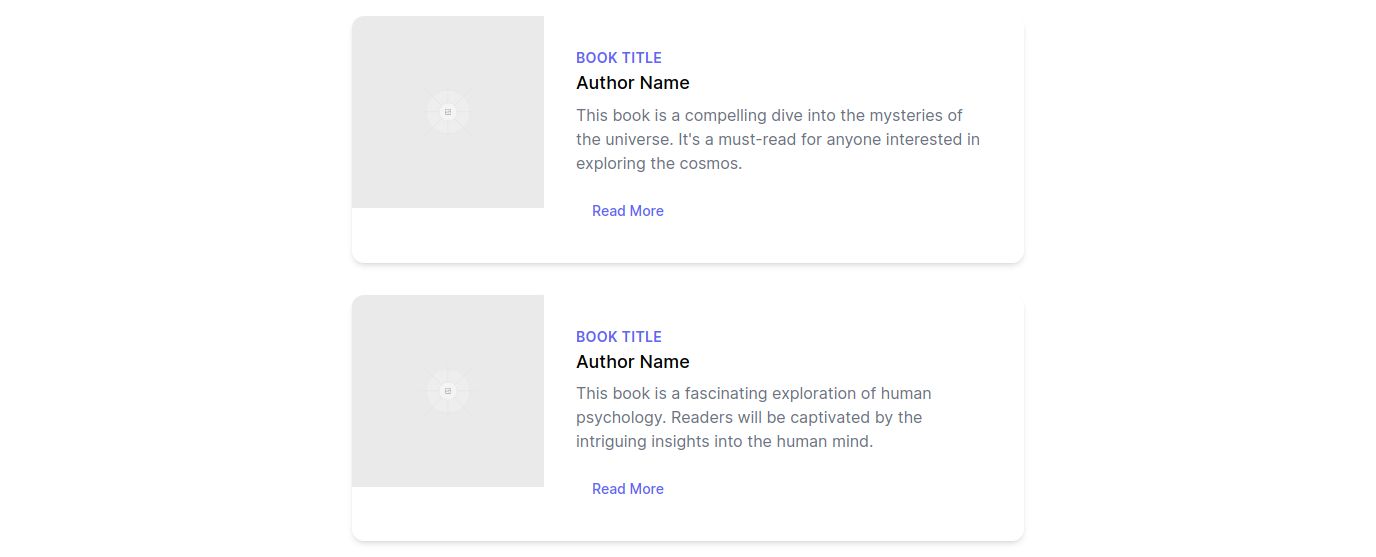 BOOK TITLE
Author Name
This book is a compelling dive into the mysteries of
the universe. It's a must-read for anyone interested in
exploring the cosmos.
Read More
BOOK TITLE
Author Name
This book is a fascinating exploration of human
psychology. Readers will be captivated by the
intriguing insights into the human mind.
Read More